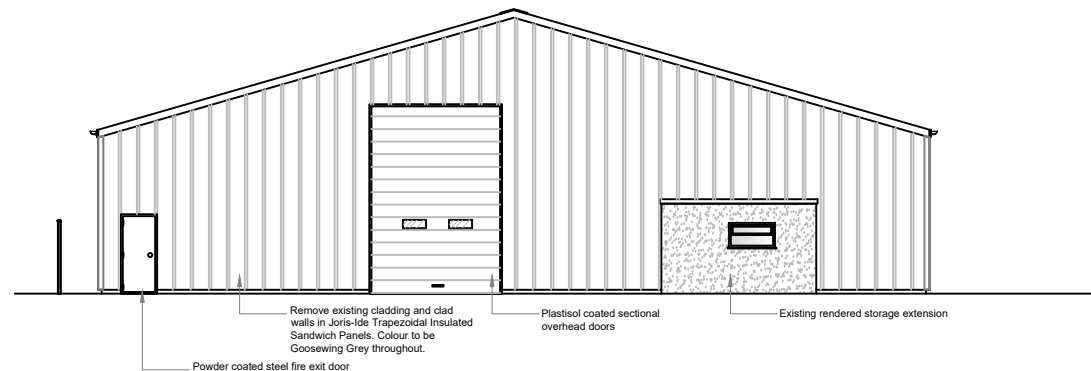 Remove existing cladding and clad
walls in Joris-Ide Trapezoidal Insulated
Sandwich Panels. Colour to be
Goosewing Grey throughout.
Plastisol coated sectional
overhead doors
Existing rendered storage extension
Powder coated steel fire exit door